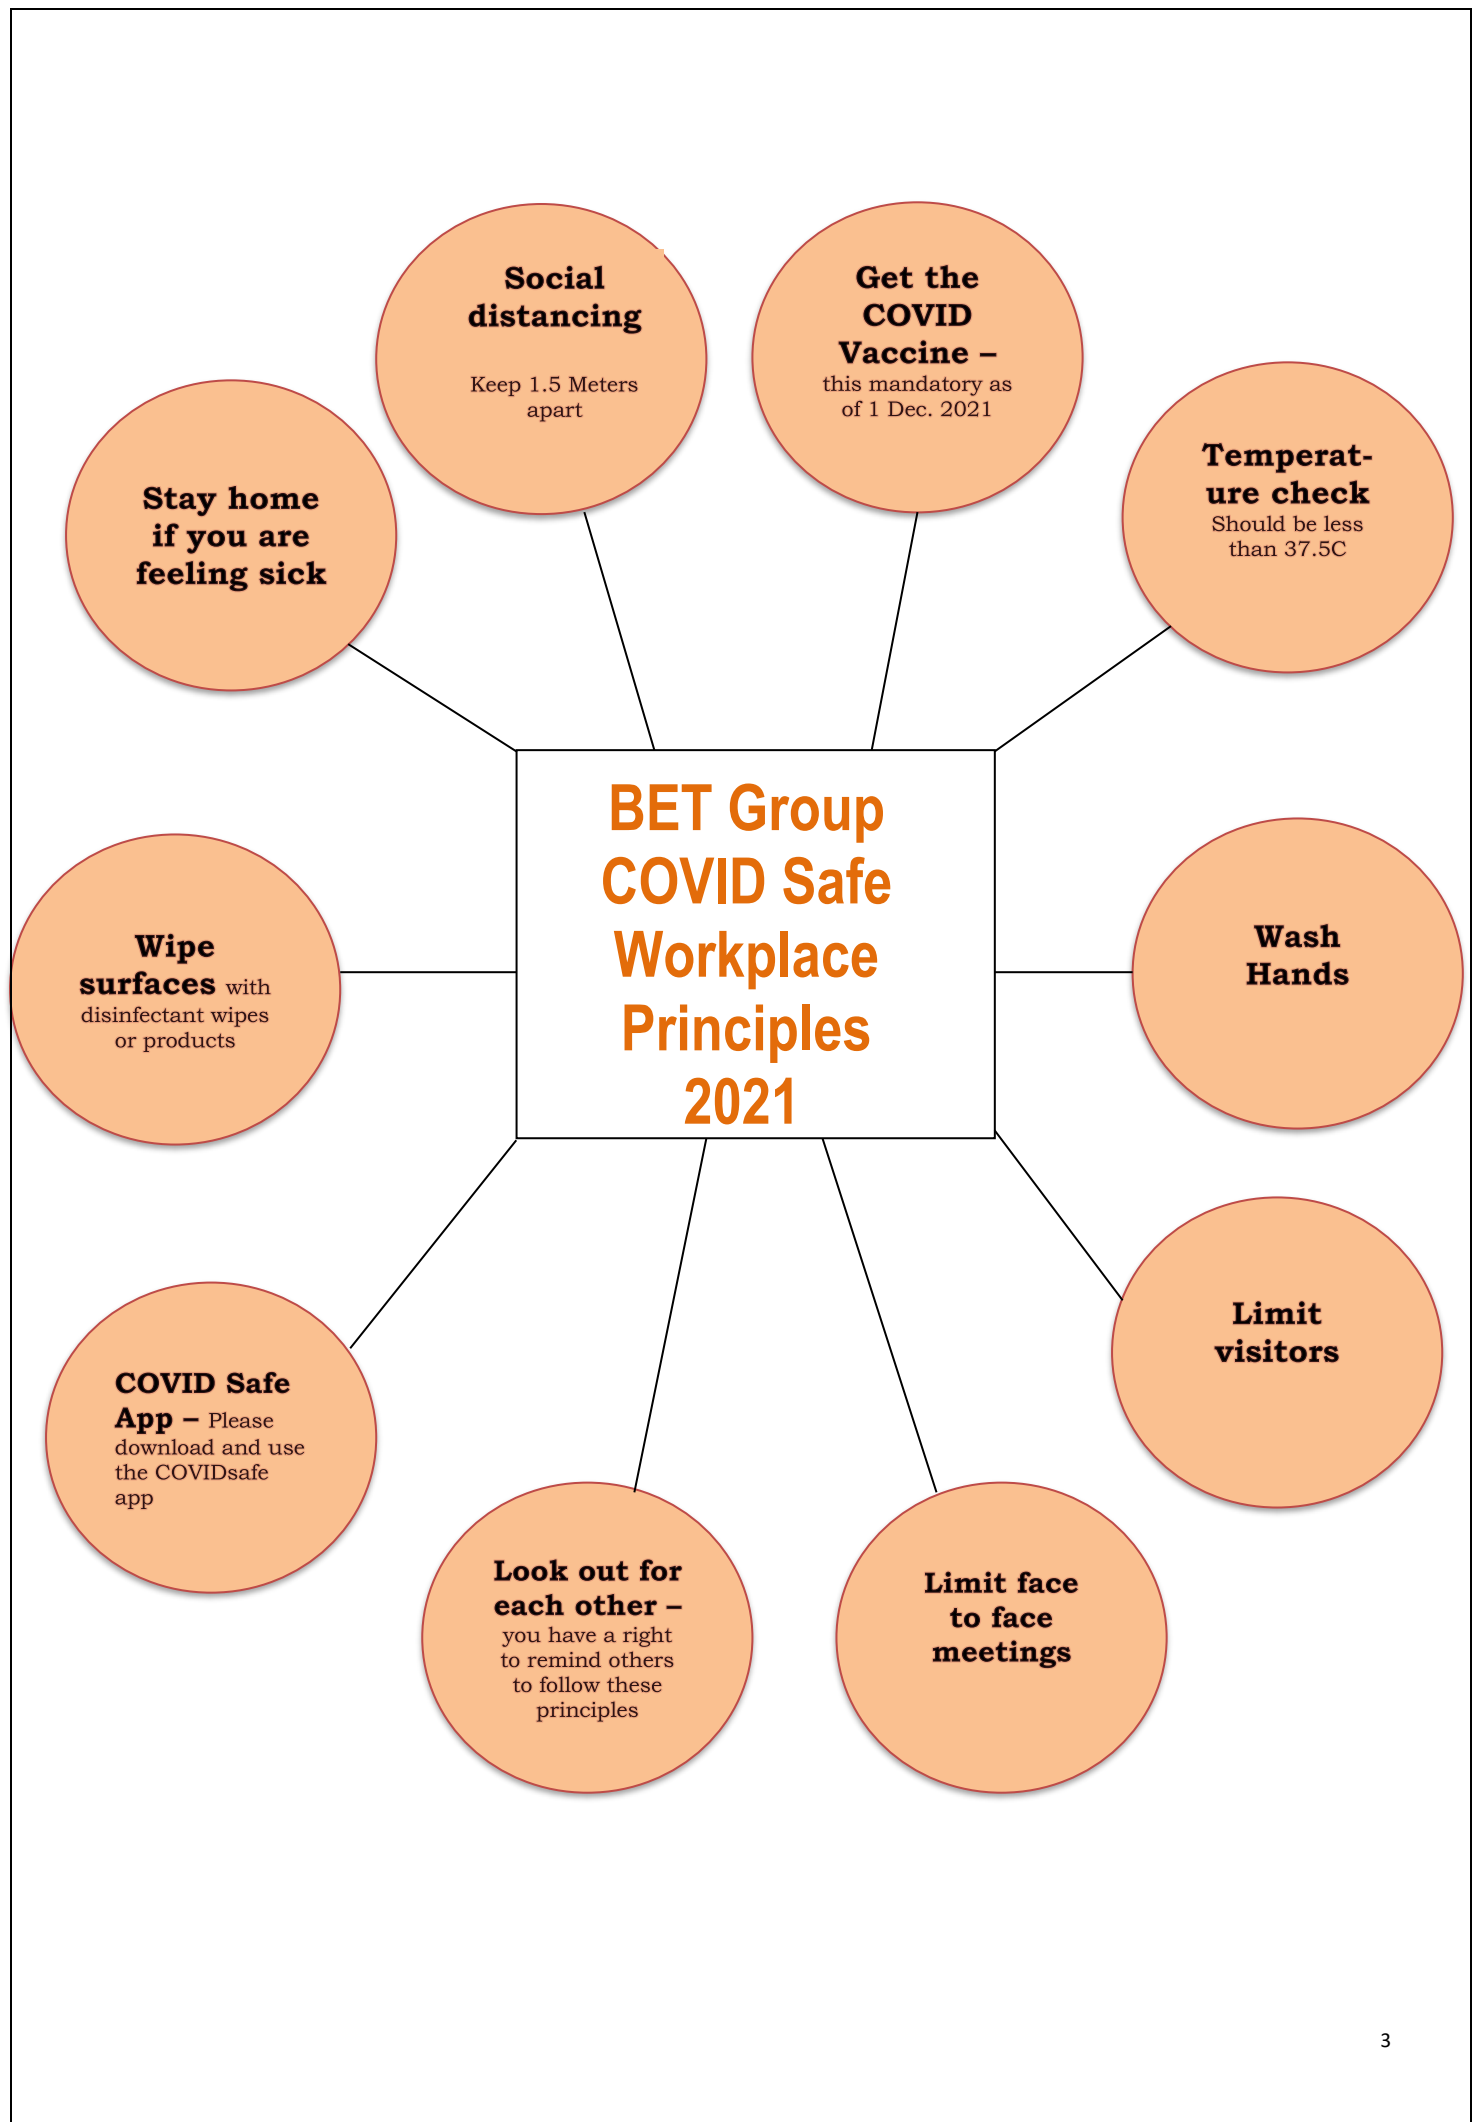 Social
distancing
Keep 1.5 Meters
apart
Get the
COVID
Vaccine –
this mandatory as
of 1 Dec. 2021
Temperat-
ure check
Should be less
than 37.5C
Stay home
if you are
feeling sick
BET Group
COVID Safe
Workplace
Principles
2021
Wipe
surfaces with
disinfectant wipes
or products
Wash
Hands
Limit
visitors
COVID Safe
App – Please
download and use
the COVIDsafe
app
Look out for
each other –
you have a right
to remind others
to follow these
principles
Limit face
to face
meetings
3